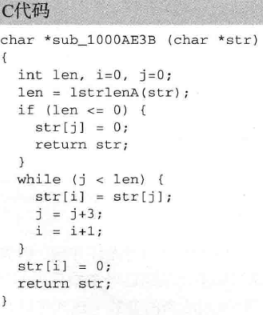 C代码
char *sub_1000AE3B (char *str)
{
  int len, i=0, j=0;
  len = lstrlenA(str);
  if (len <= 0) {
    str[j] = 0;
    return str;
  }
  while (j < len) {
    str[i] = str[j];
    j = j+3;
    i = i+1;
  }
  str[i] = 0;
  return str;
}